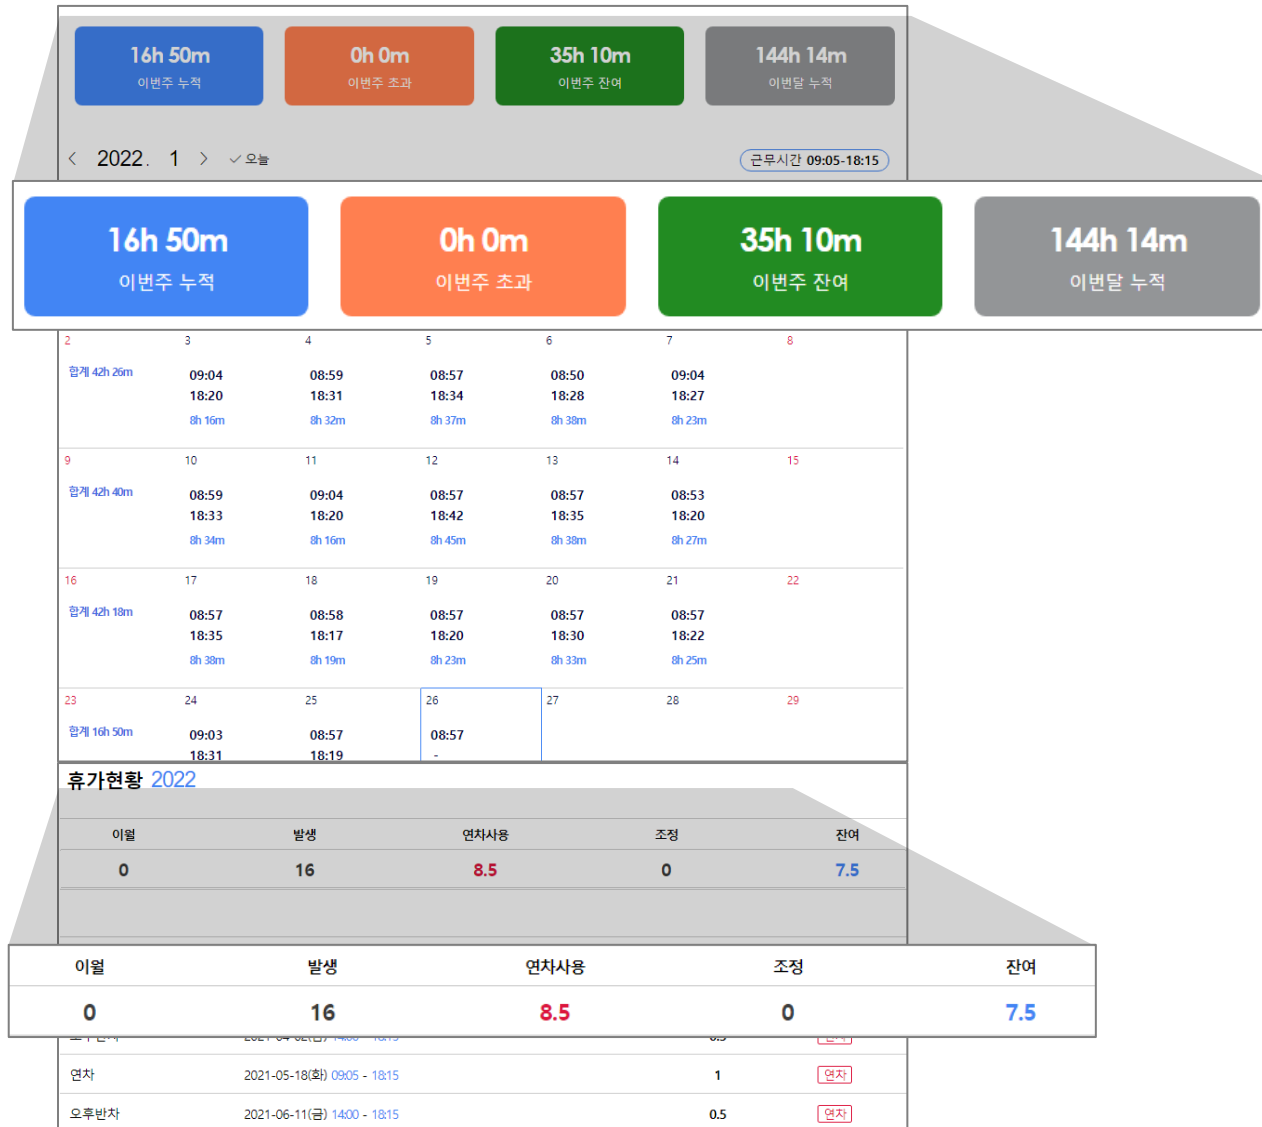 16h 50m 0h 0m 35h 10m 144h 14m
이번주 누적 이번주 초과 이번주 잔여 이번달 누적
2022. 1 오늘 근무시간 09:05-18:15
16h 50m 0h 0m 35h 10m 144h 14m
이번주 누적 이번주 초과 이번주 잔여 이번달 누적
2 3 4 5 6 7 8
합계 42h 26m 09:04 08:59 08:57 08:50 09:04
18:20 18:31 18:34 18:28 18:27
8h 16m 8h 32m 8h 37m 8h 38m 8h 23m
9 10 11 12 13 14 15
합계 42h 40m 08:59 09:04 08:57 08:57 08:53
18:33 18:20 18:42 18:35 18:20
8h 34m 8h 16m 8h 45m 8h 38m 8h 27m
16 17 18 19 20 21 22
합계 42h 18m 08:57 08:58 08:57 08:57 08:57
18:35 18:17 18:20 18:30 18:22
8h 38m 8h 19m 8h 23m 8h 33m 8h 25m
23 24 25 26 27 28 29
합계 16h 50m 09:03 08:57 08:57
18:31 18:19 -
휴가현황 2022
이월 발생 연차사용 조정 잔여
0 16 8.5 0 7.5
이월 발생 연차사용 조정 잔여
0 16 8.5 0 7.5
연차 2021-05-18(화) 09:05 - 18:15 1 연차
오후반차 2021-06-11(금) 14:00 - 18:15 0.5 연차